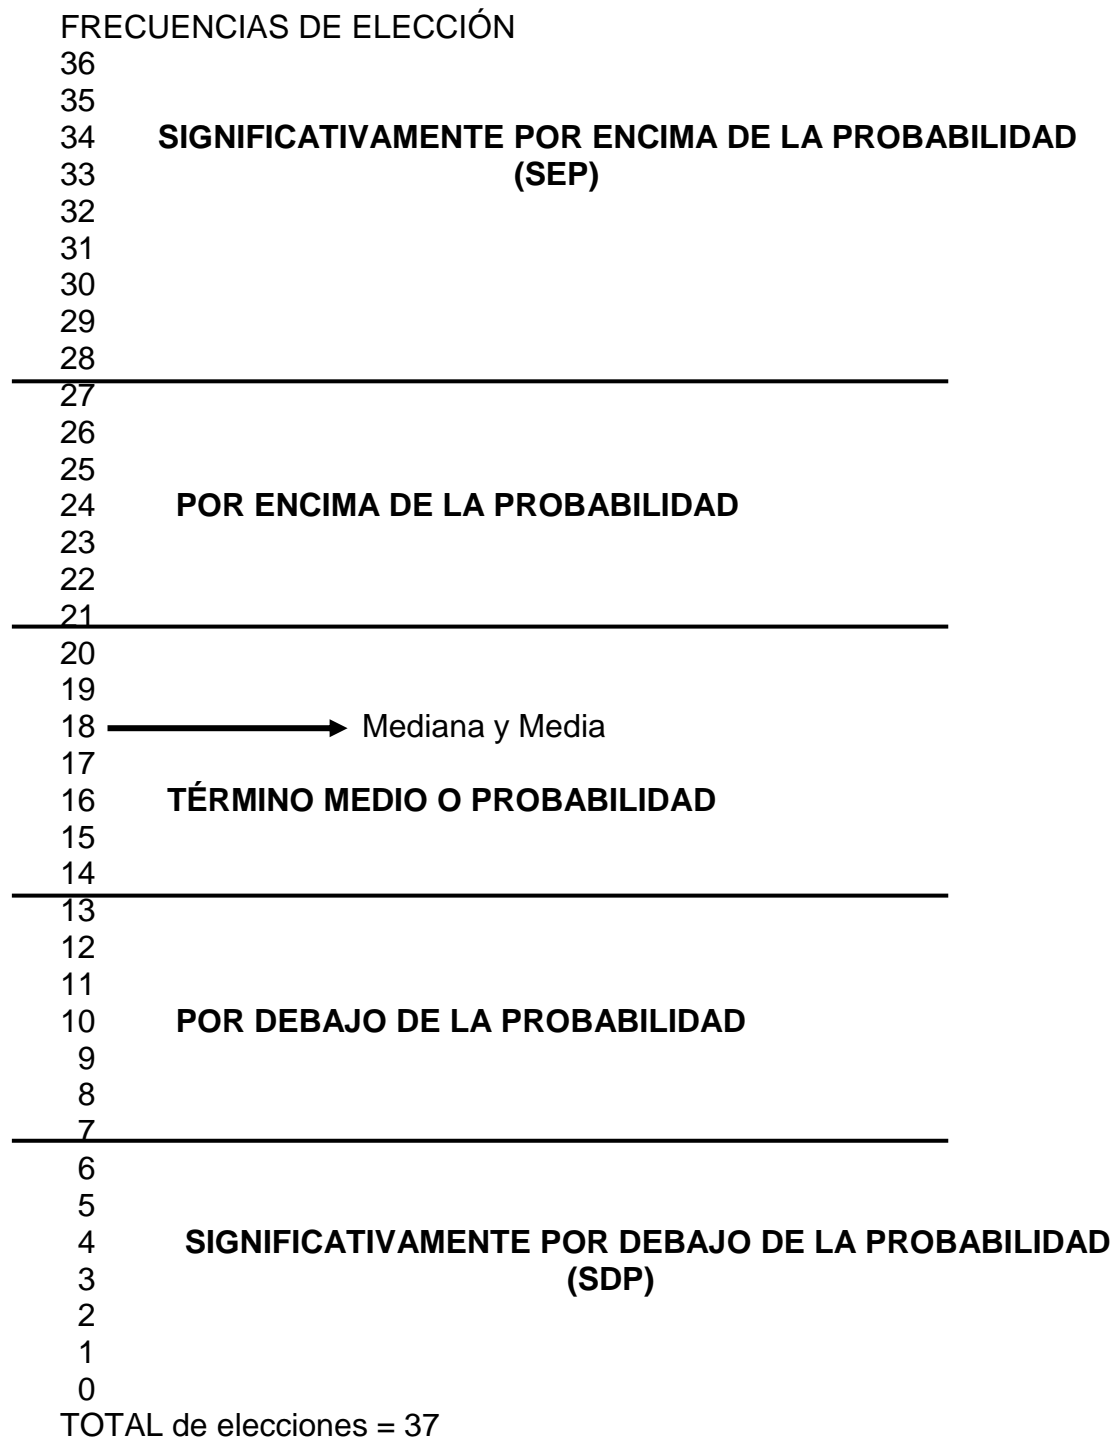 FRECUENCIAS DE ELECCIÓN
36
35
34 SIGNIFICATIVAMENTE POR ENCIMA DE LA PROBABILIDAD
33 (SEP)
32
31
30
29
28
27
26
25
24 POR ENCIMA DE LA PROBABILIDAD
23
22
21
20
19
18 Mediana y Media
17
16 TÉRMINO MEDIO O PROBABILIDAD
15
14
13
12
11
10 POR DEBAJO DE LA PROBABILIDAD
9
8
7
6
5
4 SIGNIFICATIVAMENTE POR DEBAJO DE LA PROBABILIDAD
3 (SDP)
2
1
0
TOTAL de elecciones = 37